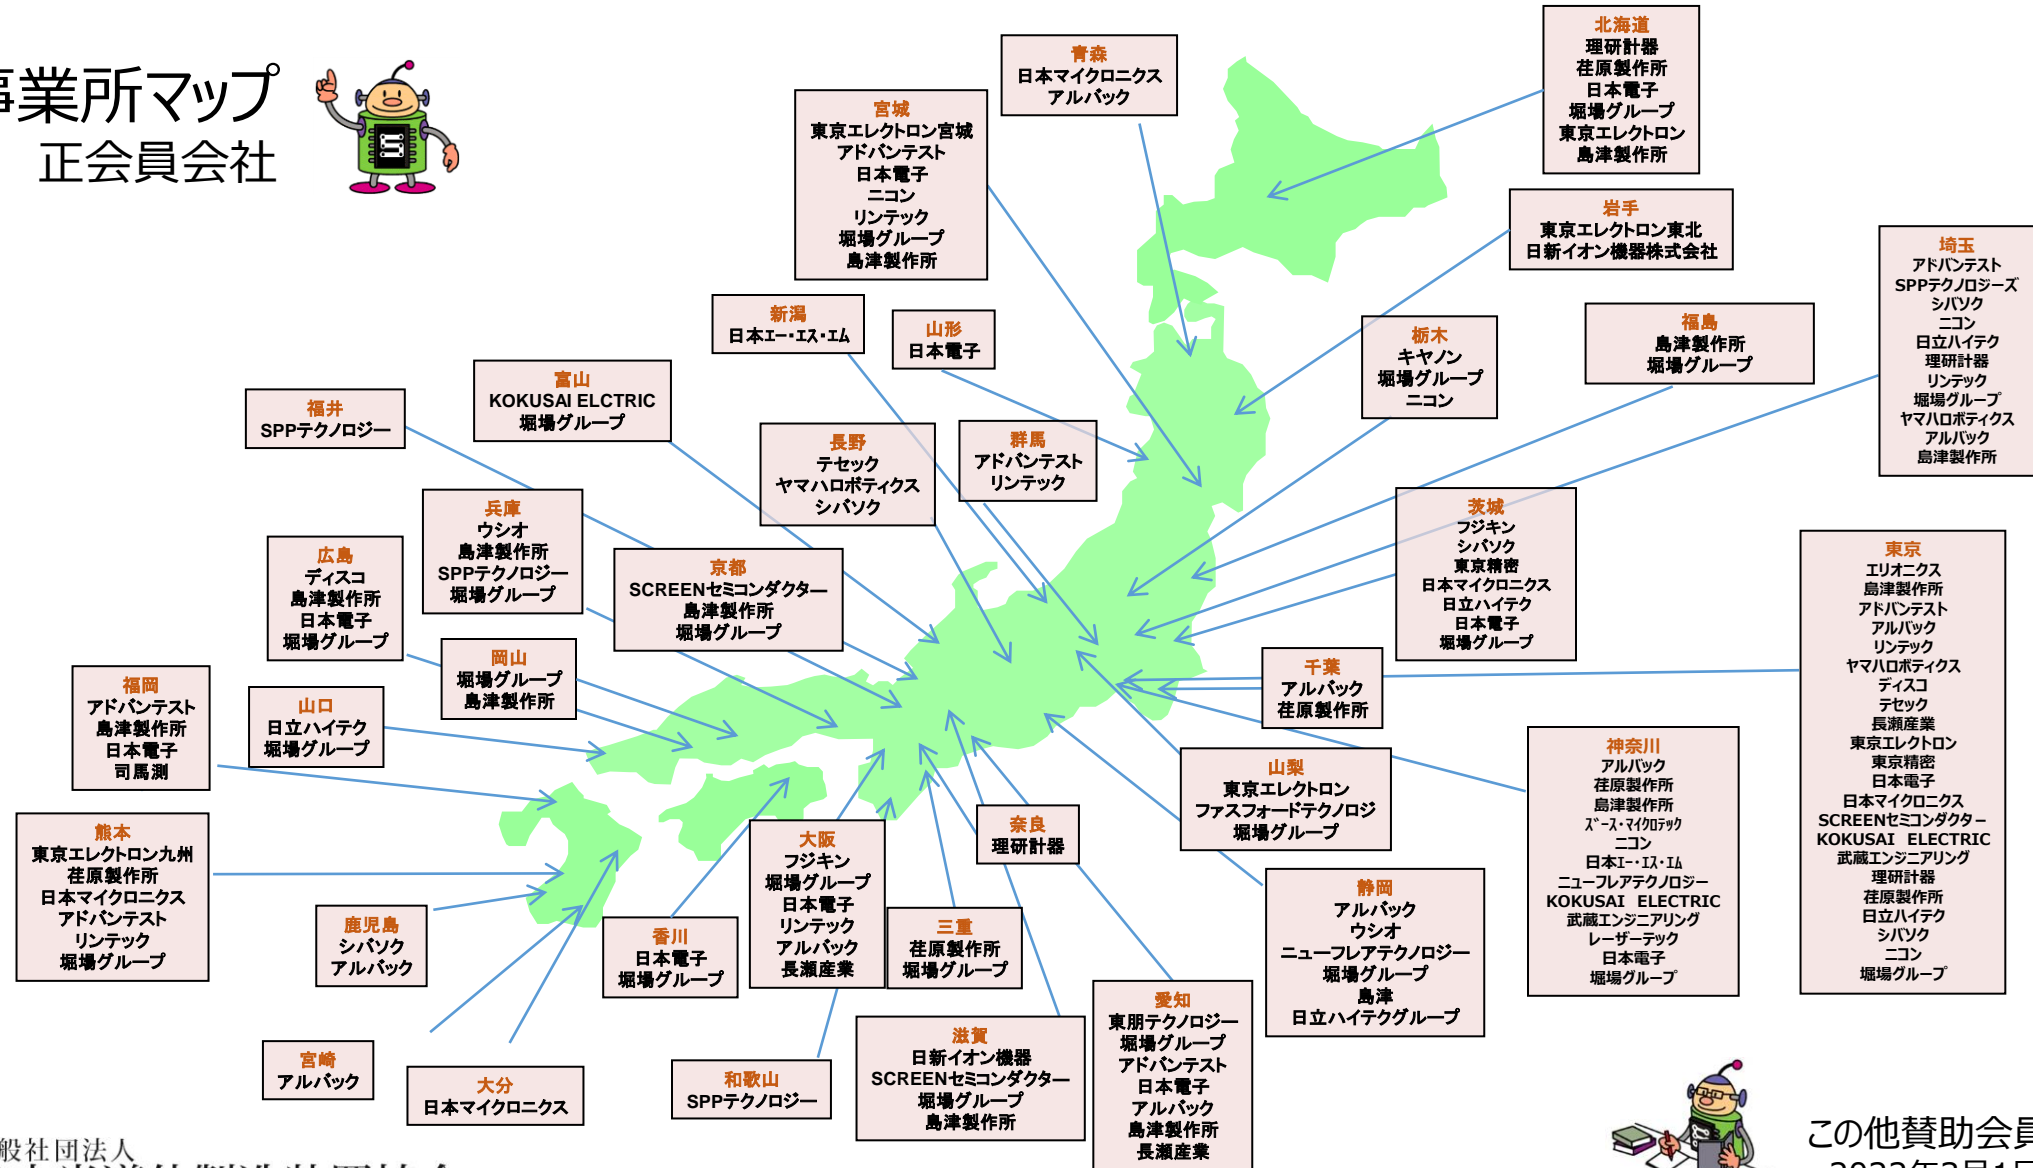 事業所マップ
正会員会社
北海道
理研計器
荏原製作所
日本電子
堀場グループ
東京エレクトロン
島津製作所
青森
日本マイクロニクス
アルバック
宮城
東京エレクトロン宮城
アドバンテスト
日本電子
ニコン
リンテック
堀場グループ
島津製作所
岩手
東京エレクトロン東北
日新イオン機器株式会社
埼玉
アドバンテスト
SPPテクノロジーズ
シバソク
ニコン
日立ハイテク
理研計器
リンテック
堀場グループ
ヤマハロボティクス
アルバック
島津製作所
新潟
日本エー・エス・エム
山形
日本電子
栃木
キヤノン
堀場グループ
ニコン
福島
島津製作所
堀場グループ
富山
KOKUSAI ELCTRIC
堀場グループ
福井
SPPテクノロジー
長野
テセック
ヤマハロボティクス
シバソク
群馬
アドバンテスト
リンテック
兵庫
ウシオ
島津製作所
SPPテクノロジー
堀場グループ
茨城
フジキン
シバソク
東京精密
日本マイクロニクス
日立ハイテク
日本電子
堀場グループ
広島
ディスコ
島津製作所
日本電子
堀場グループ
京都
SCREENセミコンダクター
島津製作所
堀場グループ
東京
エリオニクス
島津製作所
アドバンテスト
アルバック
リンテック
ヤマハロボティクス
ディスコ
テセック
長瀬産業
東京エレクトロン
東京精密
日本電子
日本マイクロニクス
SCREENセミコンダクター
KOKUSAI ELECTRIC
武蔵エンジニアリング
理研計器
荏原製作所
日立ハイテク
シバソク
ニコン
堀場グループ
岡山
堀場グループ
島津製作所
千葉
アルバック
荏原製作所
福岡
アドバンテスト
島津製作所
日本電子
司馬測
山口
日立ハイテク
堀場グループ
神奈川
アルバック
荏原製作所
島津製作所
ズース・マイクロテック
ニコン
日本エー・エス・エム
ニューフレアテクノロジー
KOKUSAI ELECTRIC
武蔵エンジニアリング
レーザーテック
日本電子
堀場グループ
山梨
東京エレクトロン
ファスフォードテクノロジ
堀場グループ
熊本
東京エレクトロン九州
荏原製作所
日本マイクロニクス
アドバンテスト
リンテック
堀場グループ
奈良
理研計器
大阪
フジキン
堀場グループ
日本電子
リンテック
アルバック
長瀬産業
静岡
アルバック
ウシオ
ニューフレアテクノロジー
堀場グループ
島津
日立ハイテクグループ
鹿児島
シバソク
アルバック
香川
日本電子
堀場グループ
三重
荏原製作所
堀場グループ
愛知
東朋テクノロジー
堀場グループ
アドバンテスト
日本電子
アルバック
島津製作所
長瀬産業
滋賀
日新イオン機器
SCREENセミコンダクター
堀場グループ
島津製作所
宮崎
アルバック
大分
日本マイクロニクス
和歌山
SPPテクノロジー
般社団法人
この他賛助会員